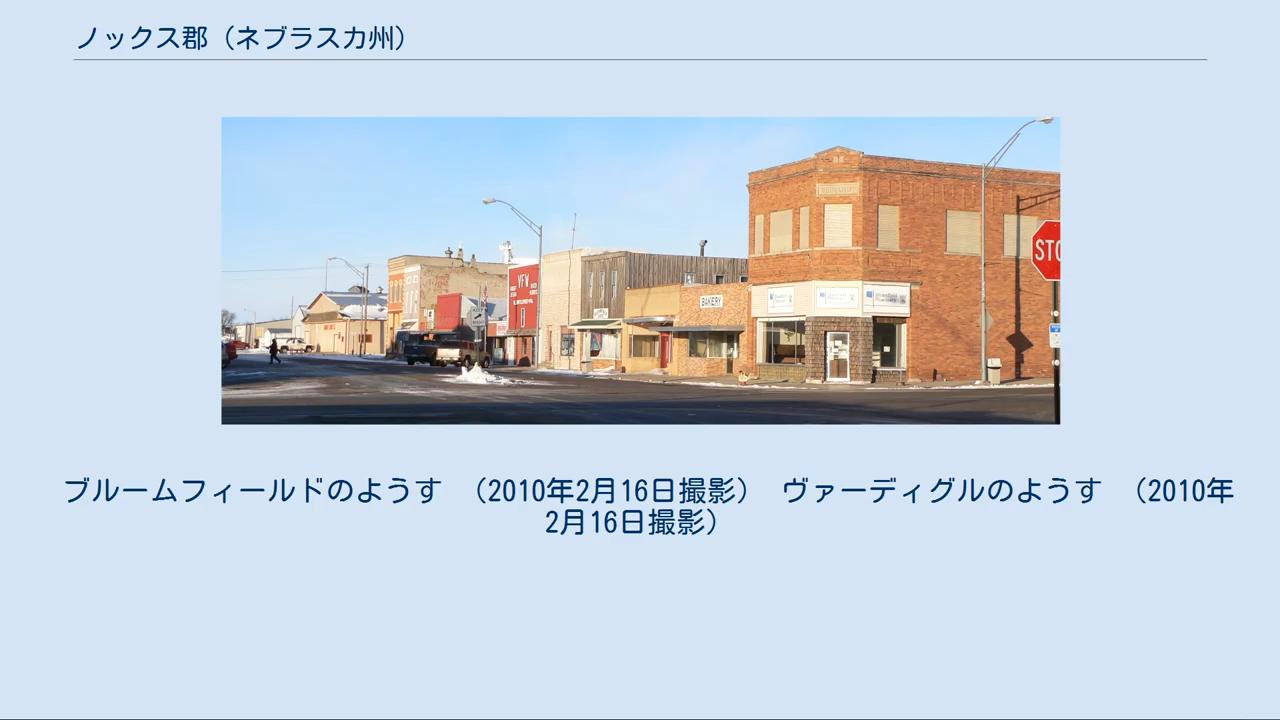 ノックス郡（ネブラスカ州）
VFW
BAKERY
STO
ブルームフィールドのようす （2010年2月16日撮影） ヴァーディグルのようす （2010年
2月16日撮影）